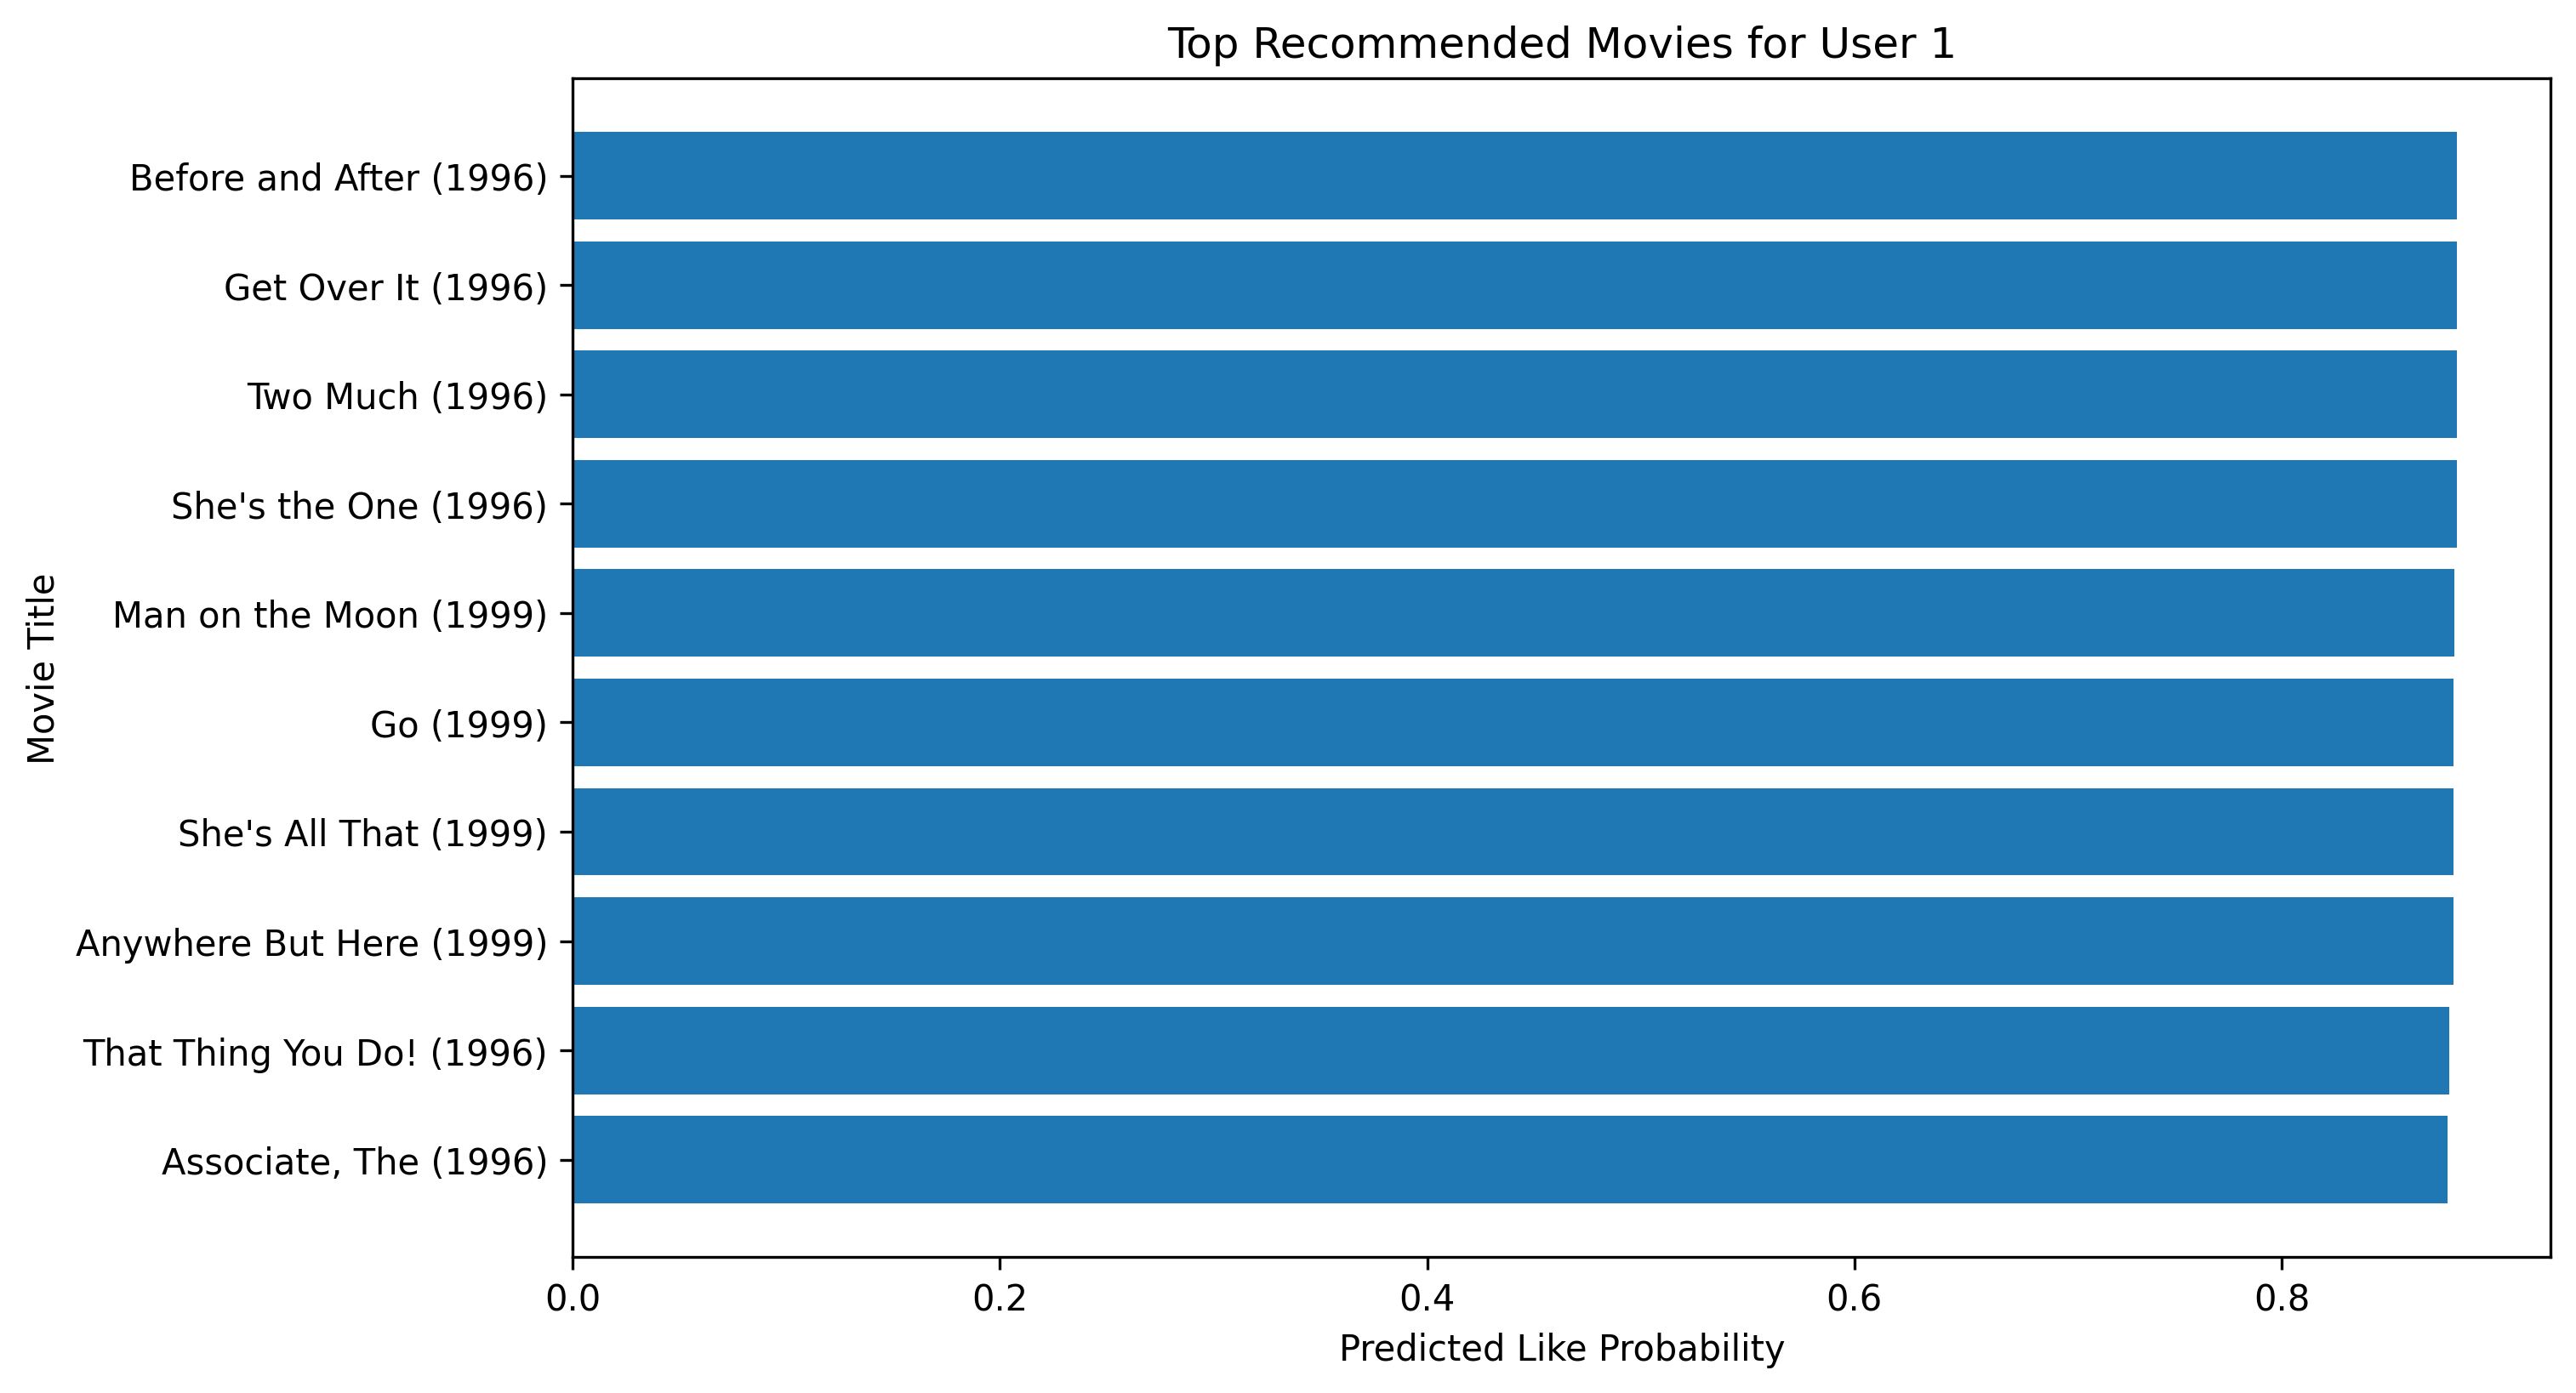 Top Recommended Movies for User 1
Movie Title
Before and After (1996)
Get Over It (1996)
Two Much (1996)
She's the One (1996)
Man on the Moon (1999)
Go (1999)
She's All That (1999)
Anywhere But Here (1999)
That Thing You Do! (1996)
Associate, The (1996)
0.0 0.2 0.4 0.6 0.8
Predicted Like Probability